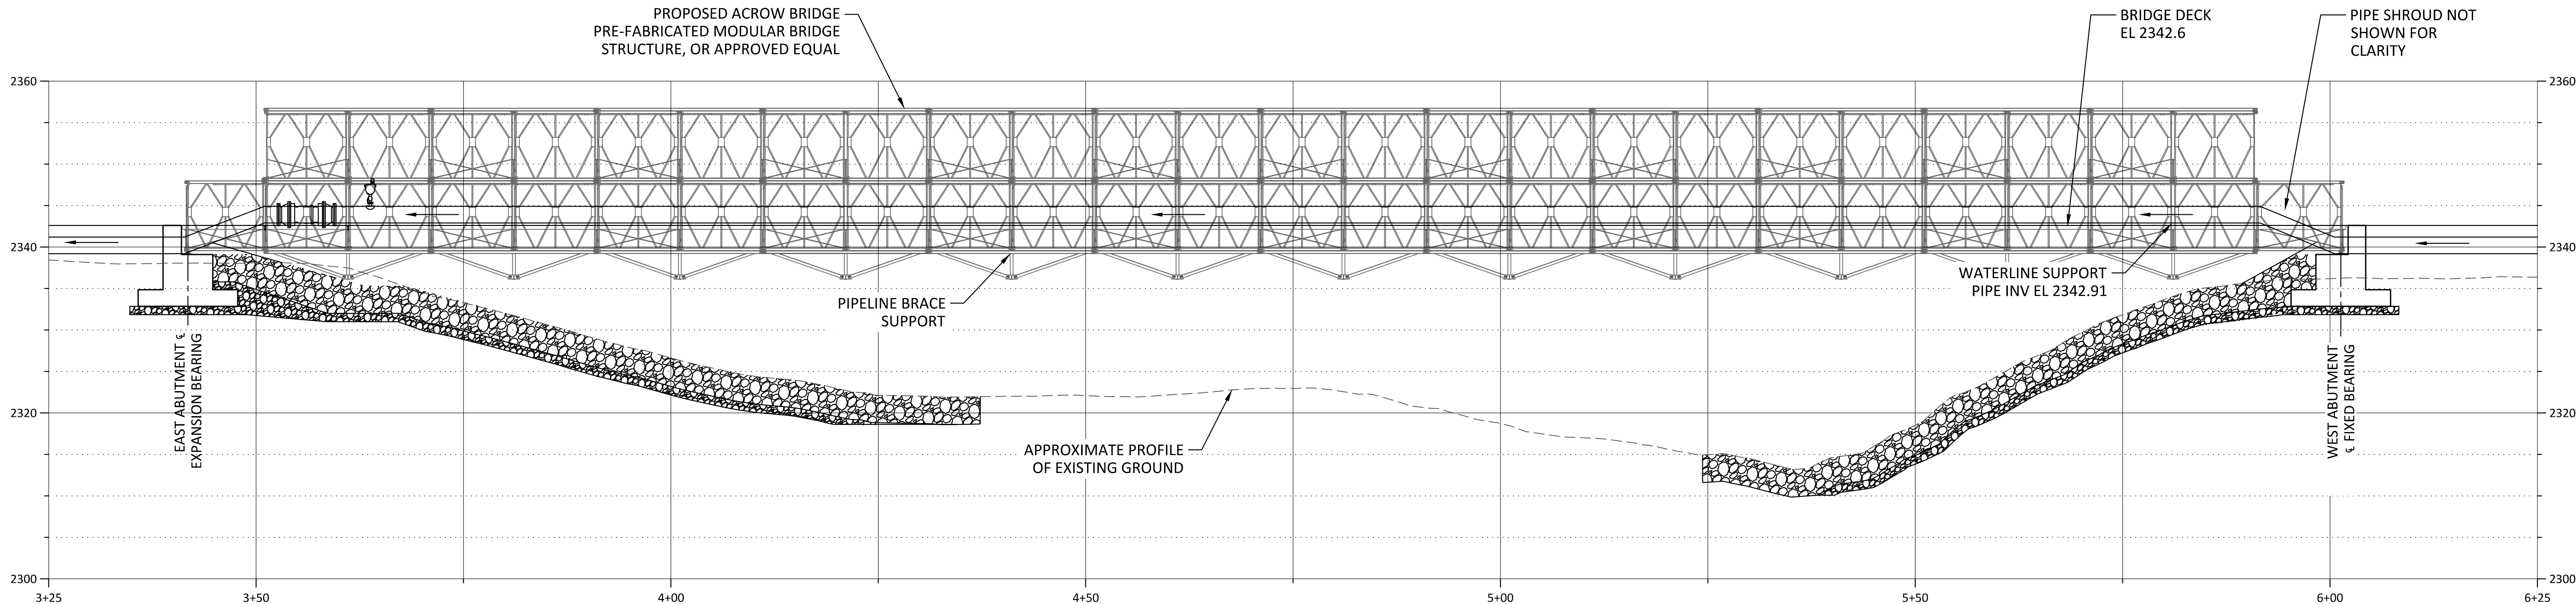 PROPOSED ACROW BRIDGE
PRE-FABRICATED MODULAR BRIDGE
STRUCTURE, OR APPROVED EQUAL
BRIDGE DECK
EL 2342.6
PIPE SHROUD NOT
SHOWN FOR
CLARITY
2360
2360
2340
2340
WATERLINE SUPPORT
PIPE INV EL 2342.91
PIPELINE BRACE
SUPPORT
EAST ABUTMENT ℄
EXPANSION BEARING
WEST ABUTMENT
℄ FIXED BEARING
2320
2320
APPROXIMATE PROFILE
OF EXISTING GROUND
2300
2300
3+25
3+50
4+00
4+50
5+00
5+50
6+00
6+25